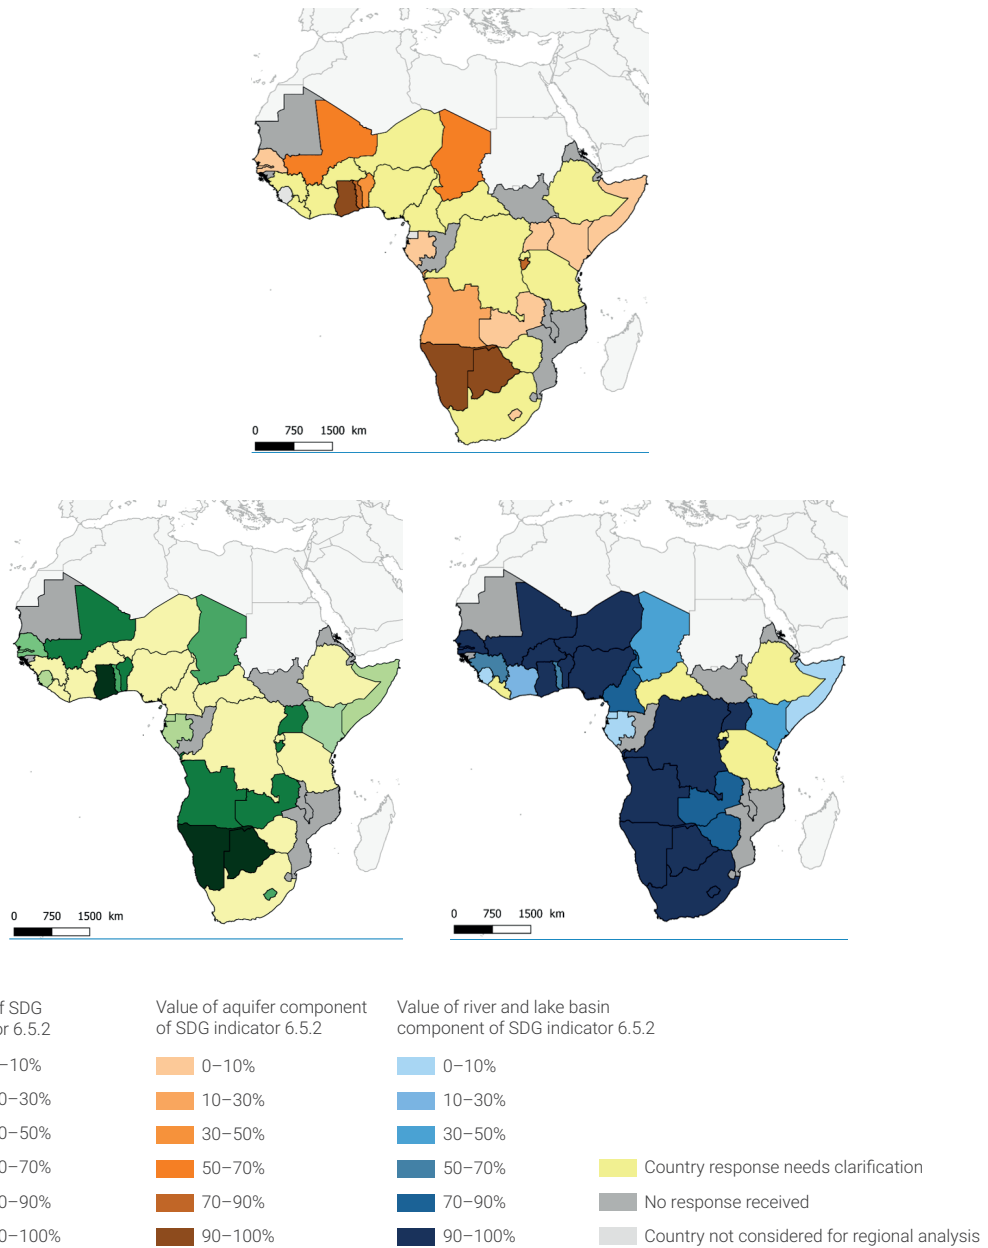 0 750 1500 km
0 750 1500 km
0 750 1500 km
of SDG
or 6.5.2
–10%
0–30%
0–50%
0–70%
0–90%
0–100%
Value of aquifer component
of SDG indicator 6.5.2
0–10%
10–30%
30–50%
50–70%
70–90%
90–100%
Value of river and lake basin
component of SDG indicator 6.5.2
0–10%
10–30%
30–50%
50–70%
70–90%
90–100%
Country response needs clarification
No response received
Country not considered for regional analysis